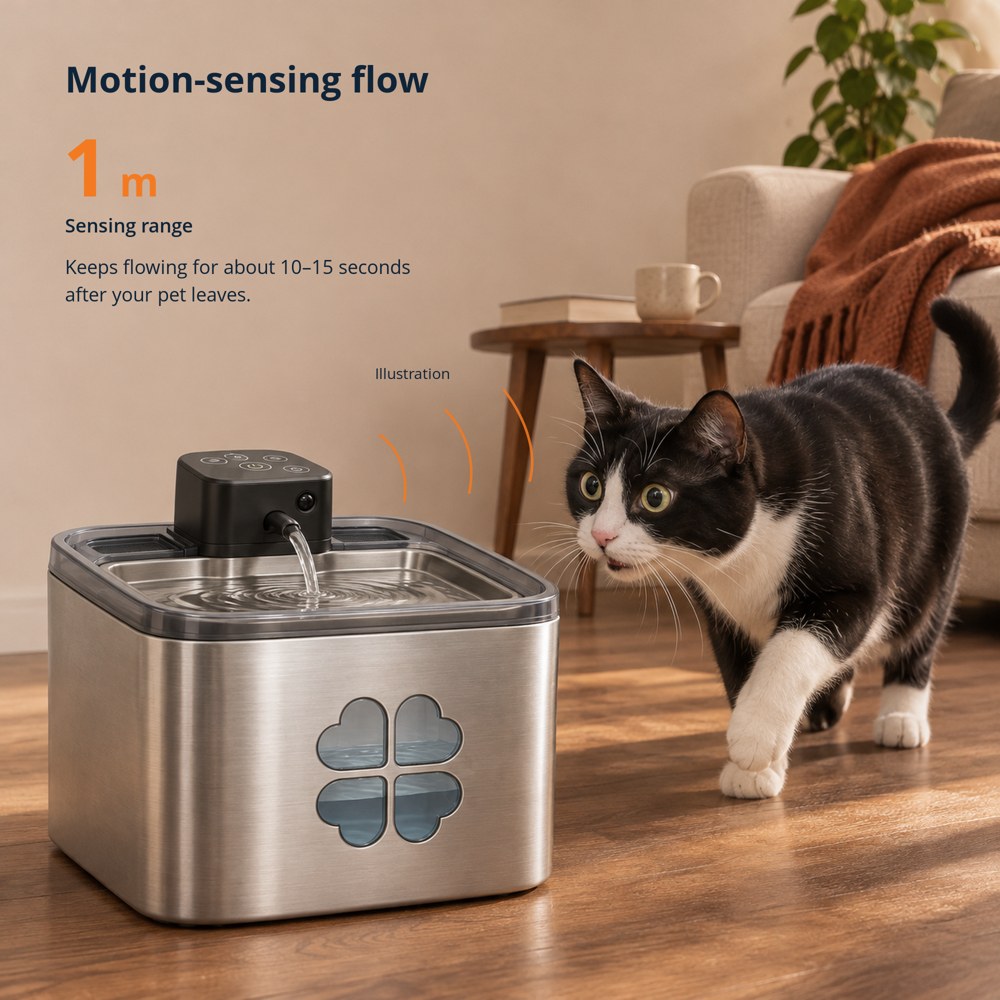 Motion-sensing flow
1 m
Sensing range
Keeps flowing for about 10–15 seconds
after your pet leaves.
Illustration